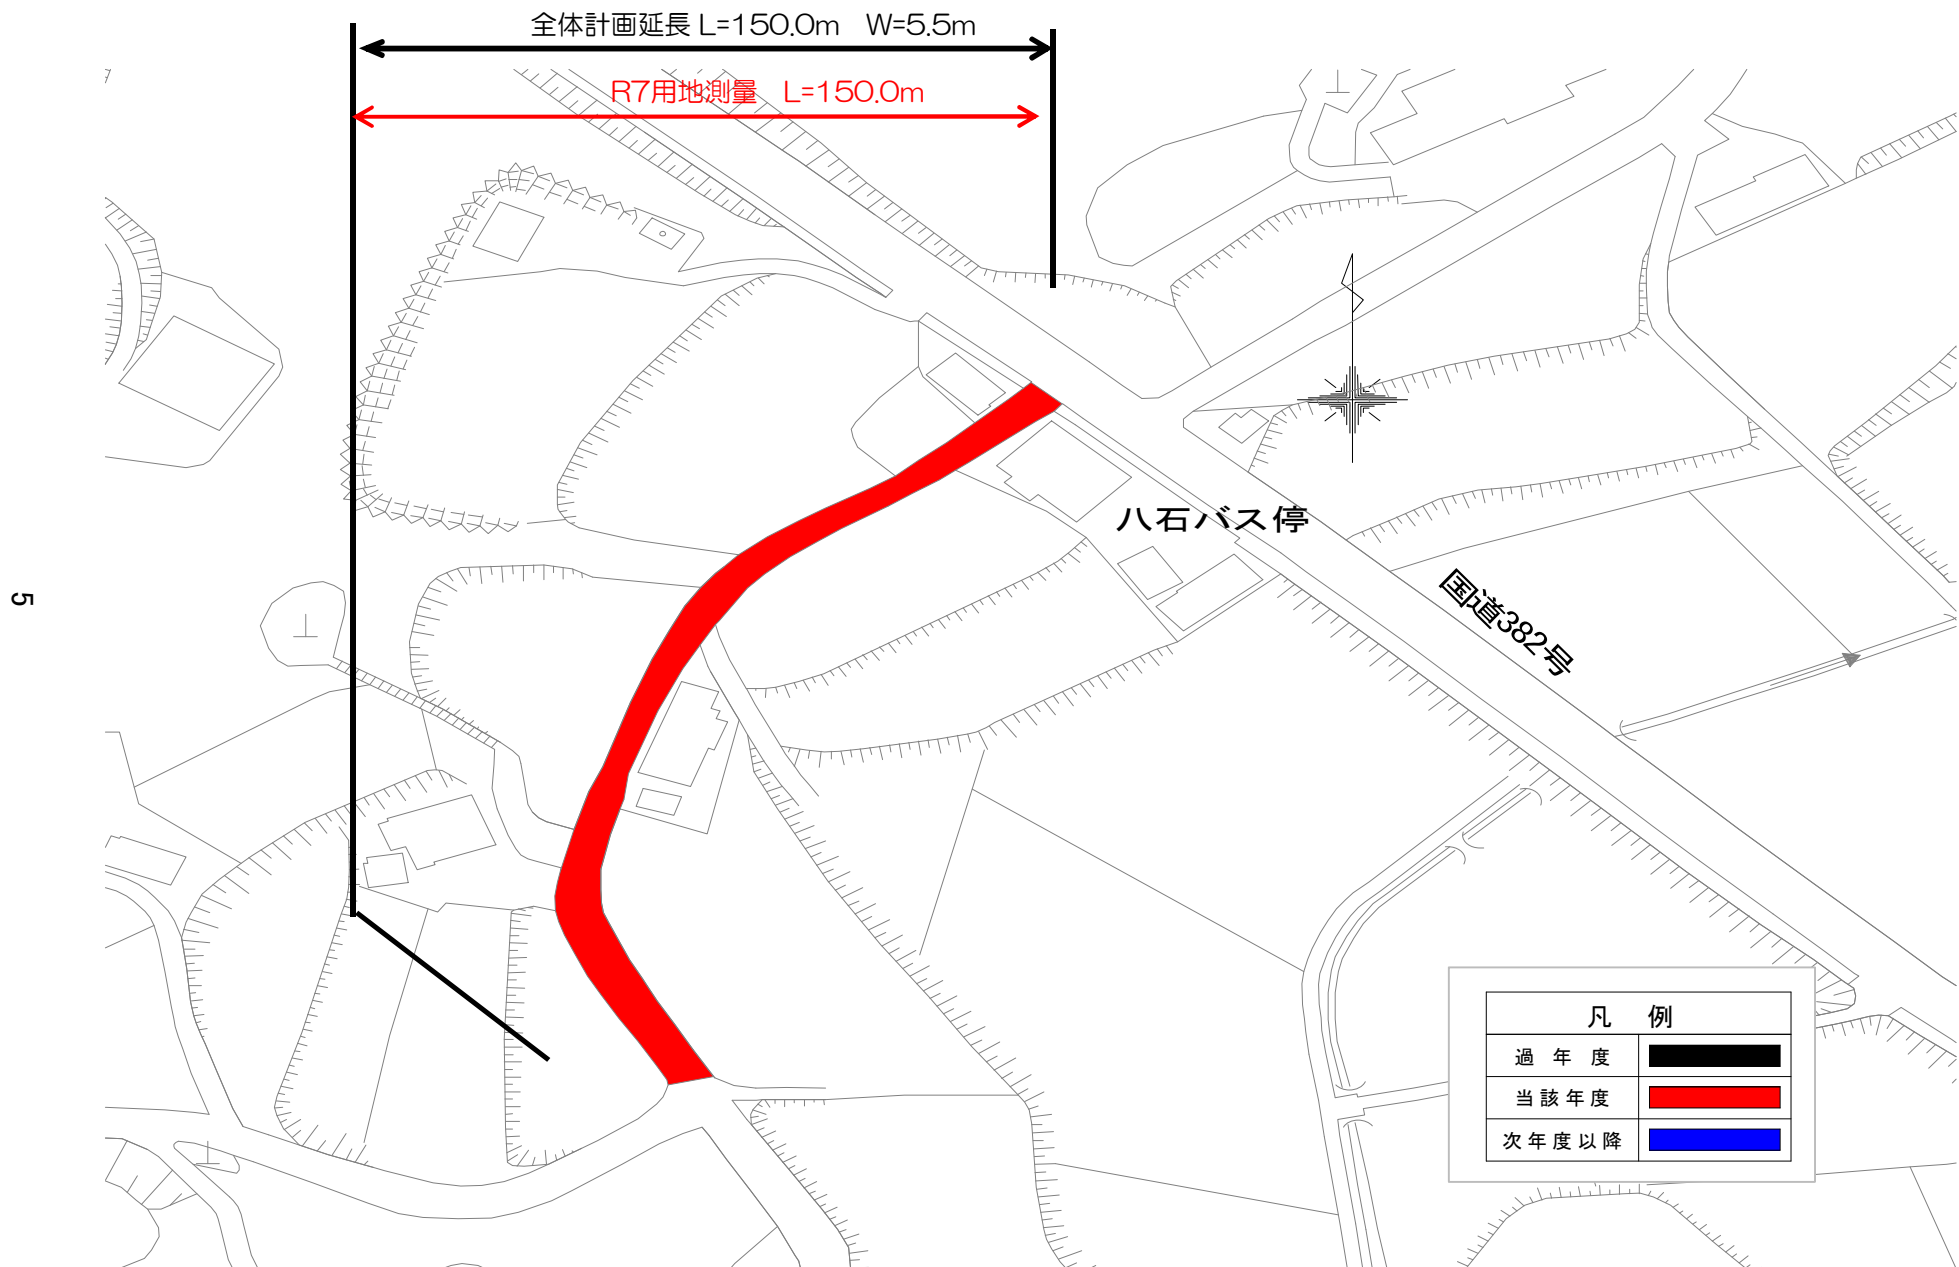 全体計画延長 L=150.0m　W=5.5m
R7用地測量　L=150.0m
八石バス停
国道382号
5
凡　例
過　年　度
当 該 年 度
次 年 度 以 降